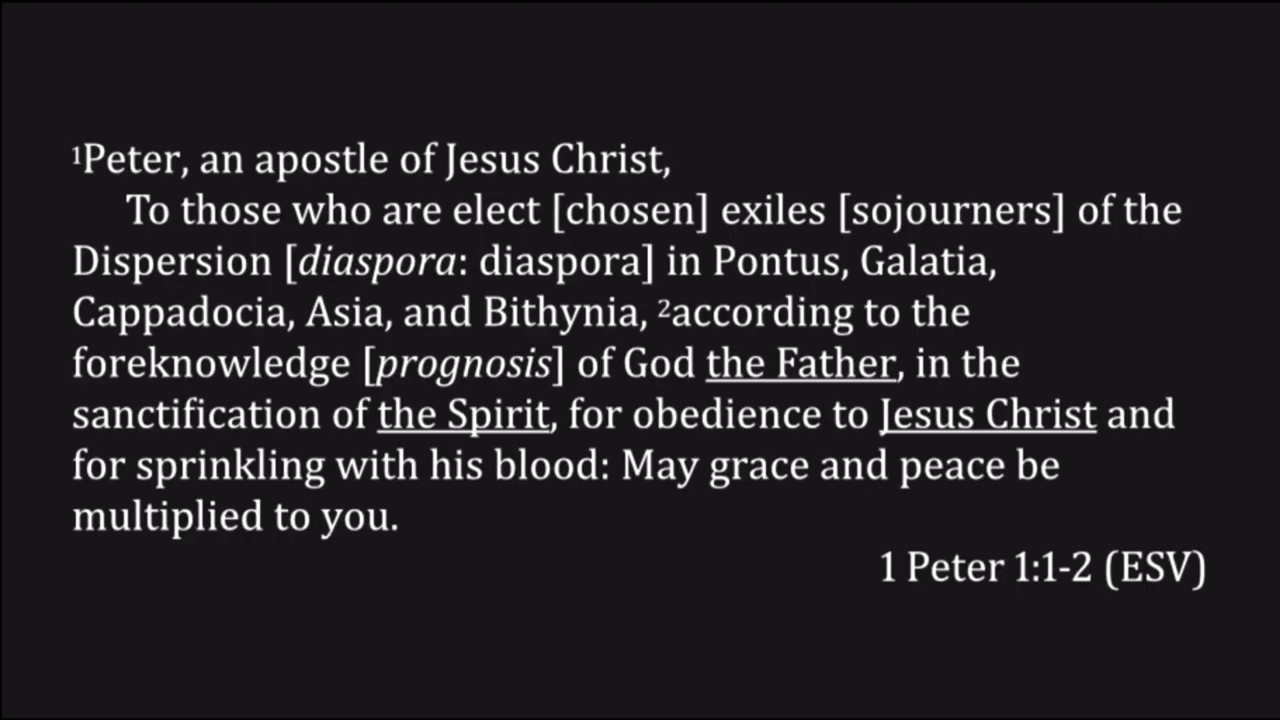 ¹Peter, an apostle of Jesus Christ,
To those who are elect [chosen] exiles [sojourners] of the
Dispersion [diaspora: diaspora] in Pontus, Galatia,
Cappadocia, Asia, and Bithynia, ²according to the
foreknowledge [prognosis] of God the Father, in the
sanctification of the Spirit, for obedience to Jesus Christ and
for sprinkling with his blood: May grace and peace be
multiplied to you.
1 Peter 1:1-2 (ESV)